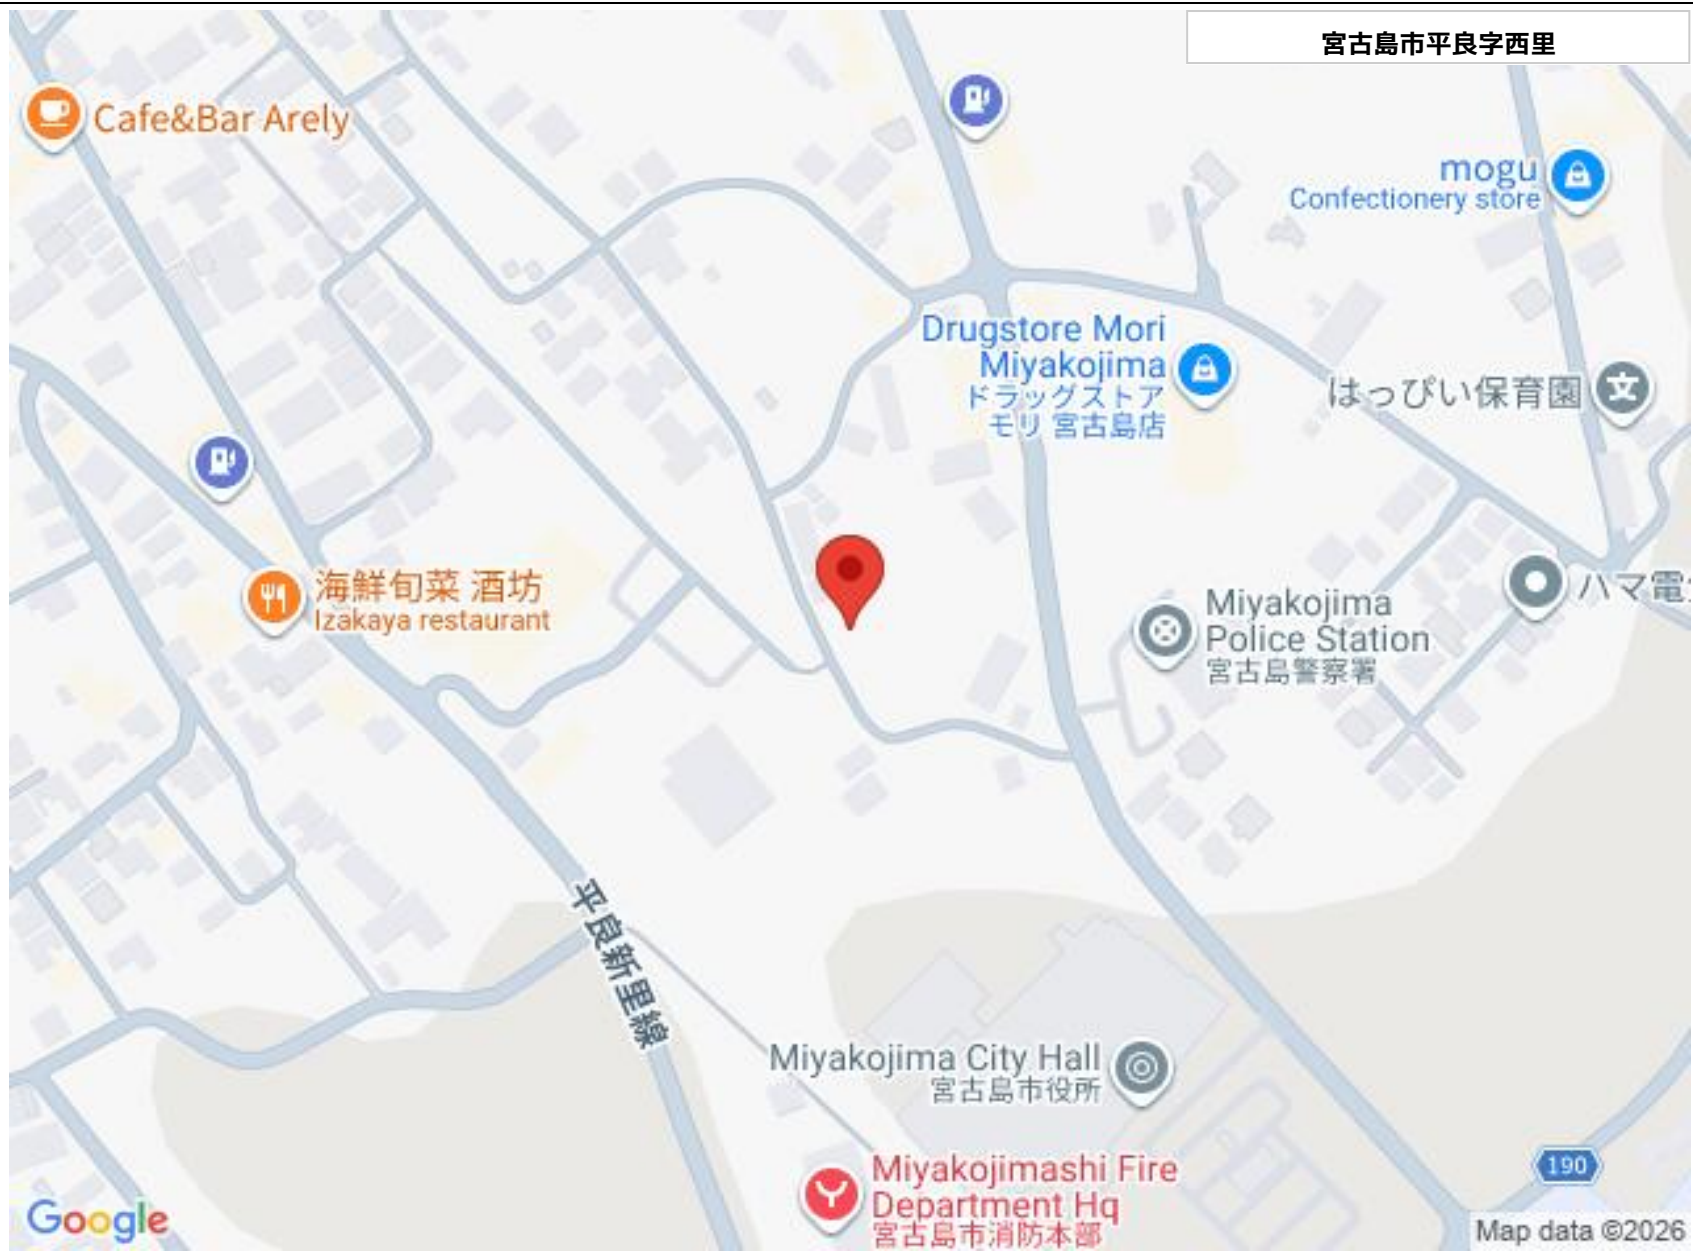 宮古島市平良字西里
Cafe&Bar Arely
mogu
Confectionery store
Drugstore Mori
Miyakojima
ドラッグストア
モリ 宮古島店
はっぴい保育園
海鮮旬菜 酒坊
Izakaya restaurant
Miyakojima
Police Station
宮古島警察署
ハマ電
平良新里線
Miyakojima City Hall
宮古島市役所
Miyakojimashi Fire
Department Hq
宮古島市消防本部
190
Google
Map data ©2026